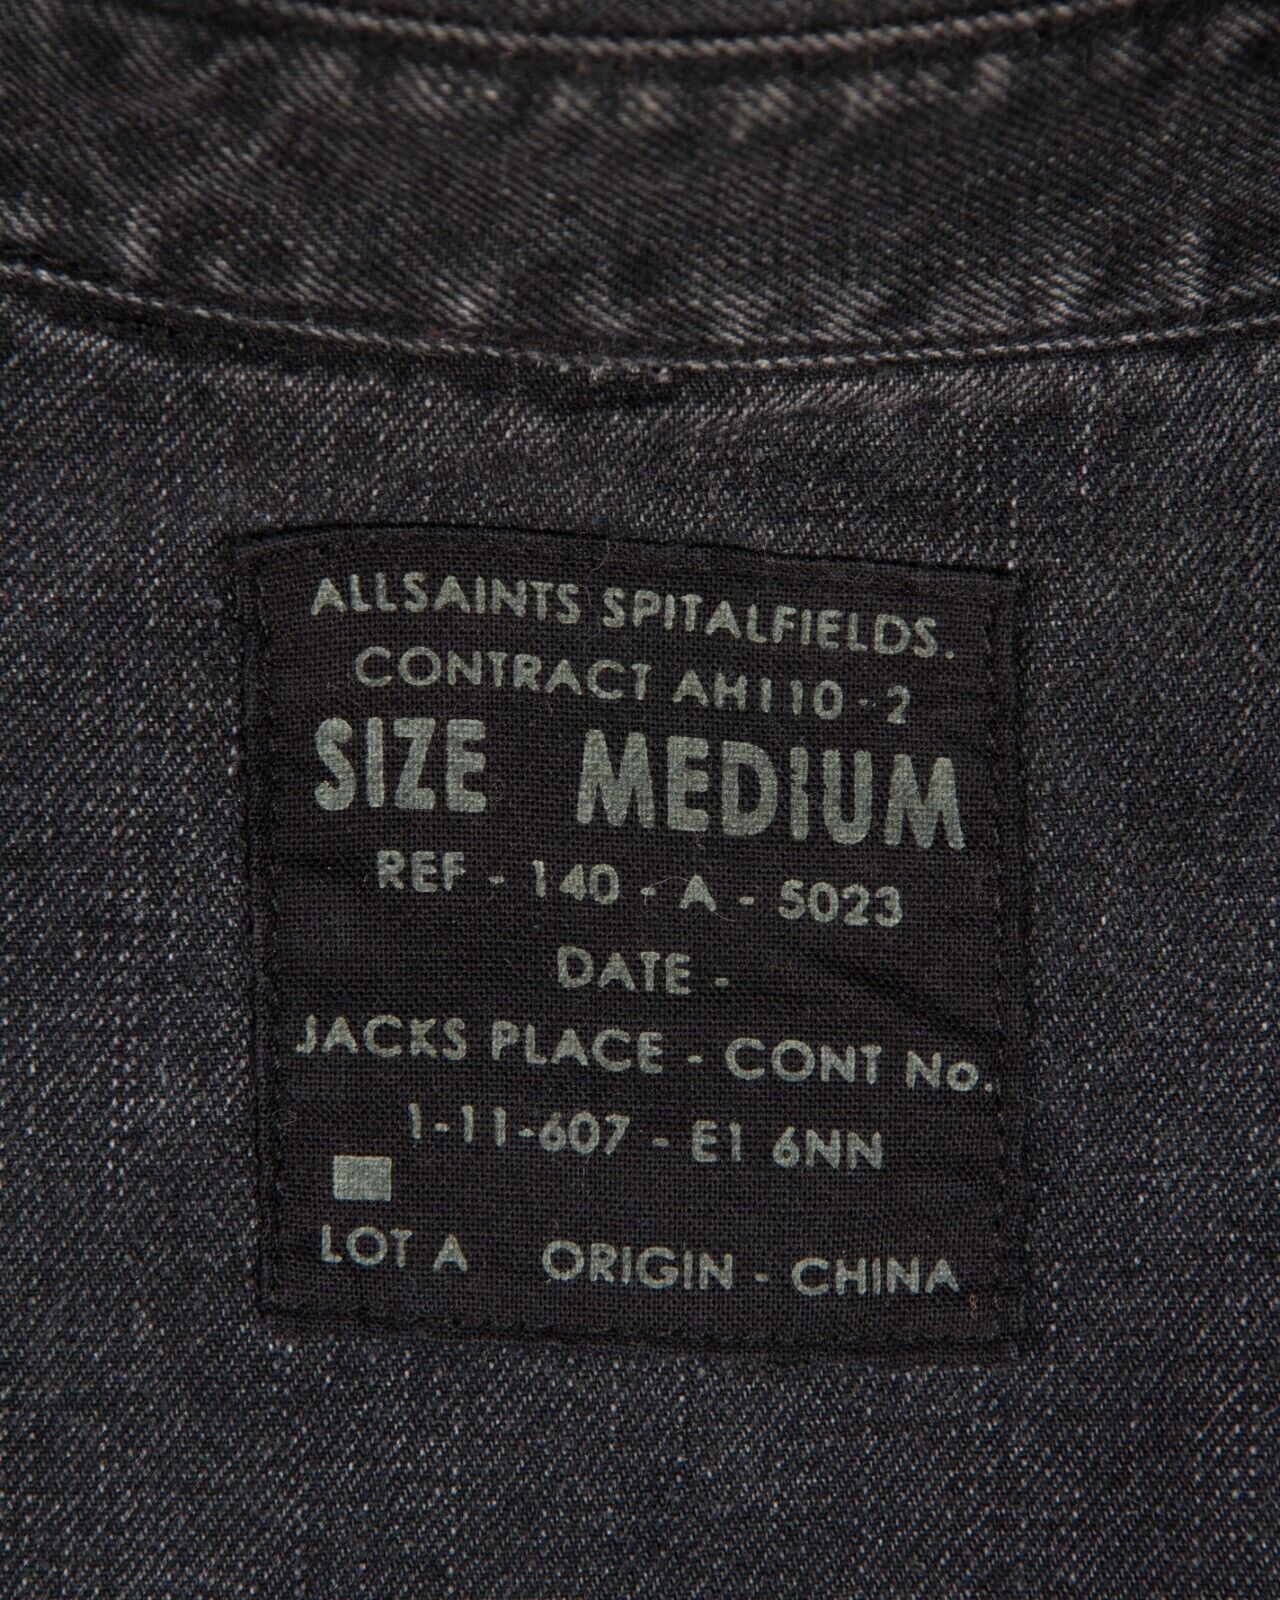 ALLSAINTS SPITALFIELDS.
CONTRACT AH110-2
SIZE MEDIUM
REF - 140 - A - 5023
DATE -
JACKS PLACE - CONT No.
1-11-607 - E1 6NN
LOT A ORIGIN - CHINA